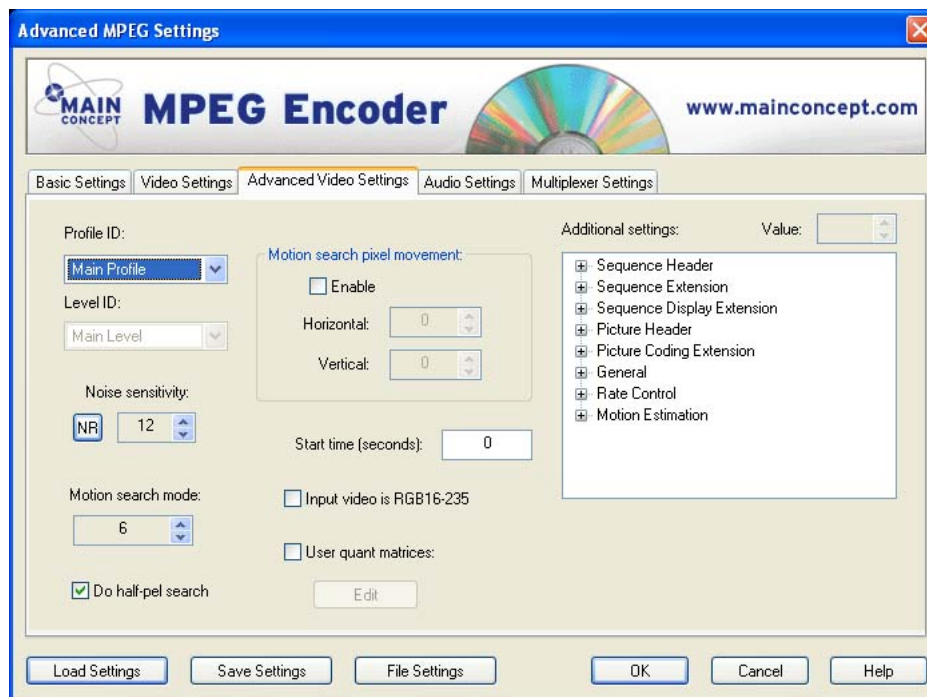 Advanced MPEG Settings
MAIN CONCEPT
MPEG Encoder
www.mainconcept.com
Basic Settings
Video Settings
Advanced Video Settings
Audio Settings
Multiplexer Settings
Profile ID:
Main Profile
Level ID:
Main Level
Noise sensitivity:
NR
12
Motion search mode:
6
Do half-pel search
Motion search pixel movement:
Enable
Horizontal: 0
Vertical: 0
Start time (seconds): 0
Input video is RGB16-235
User quant matrices:
Edit
Additional settings:
Value:
Sequence Header
Sequence Extension
Sequence Display Extension
Picture Header
Picture Coding Extension
General
Rate Control
Motion Estimation
Load Settings
Save Settings
File Settings
OK
Cancel
Help